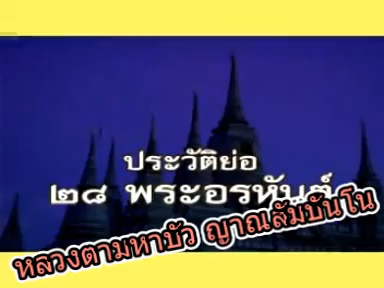 ประวัติย่อ
๒๘ พระอรหันต์
หลวงตามหาบัว ญาณสัมปันโน